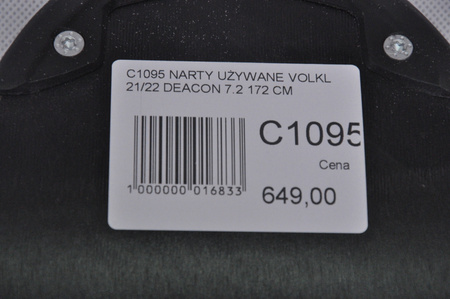 C1095 NARTY UŻYWANE VOLKL
21/22 DEACON 7.2 172 CM
C1095
Cena
1 000000 016833
649,00